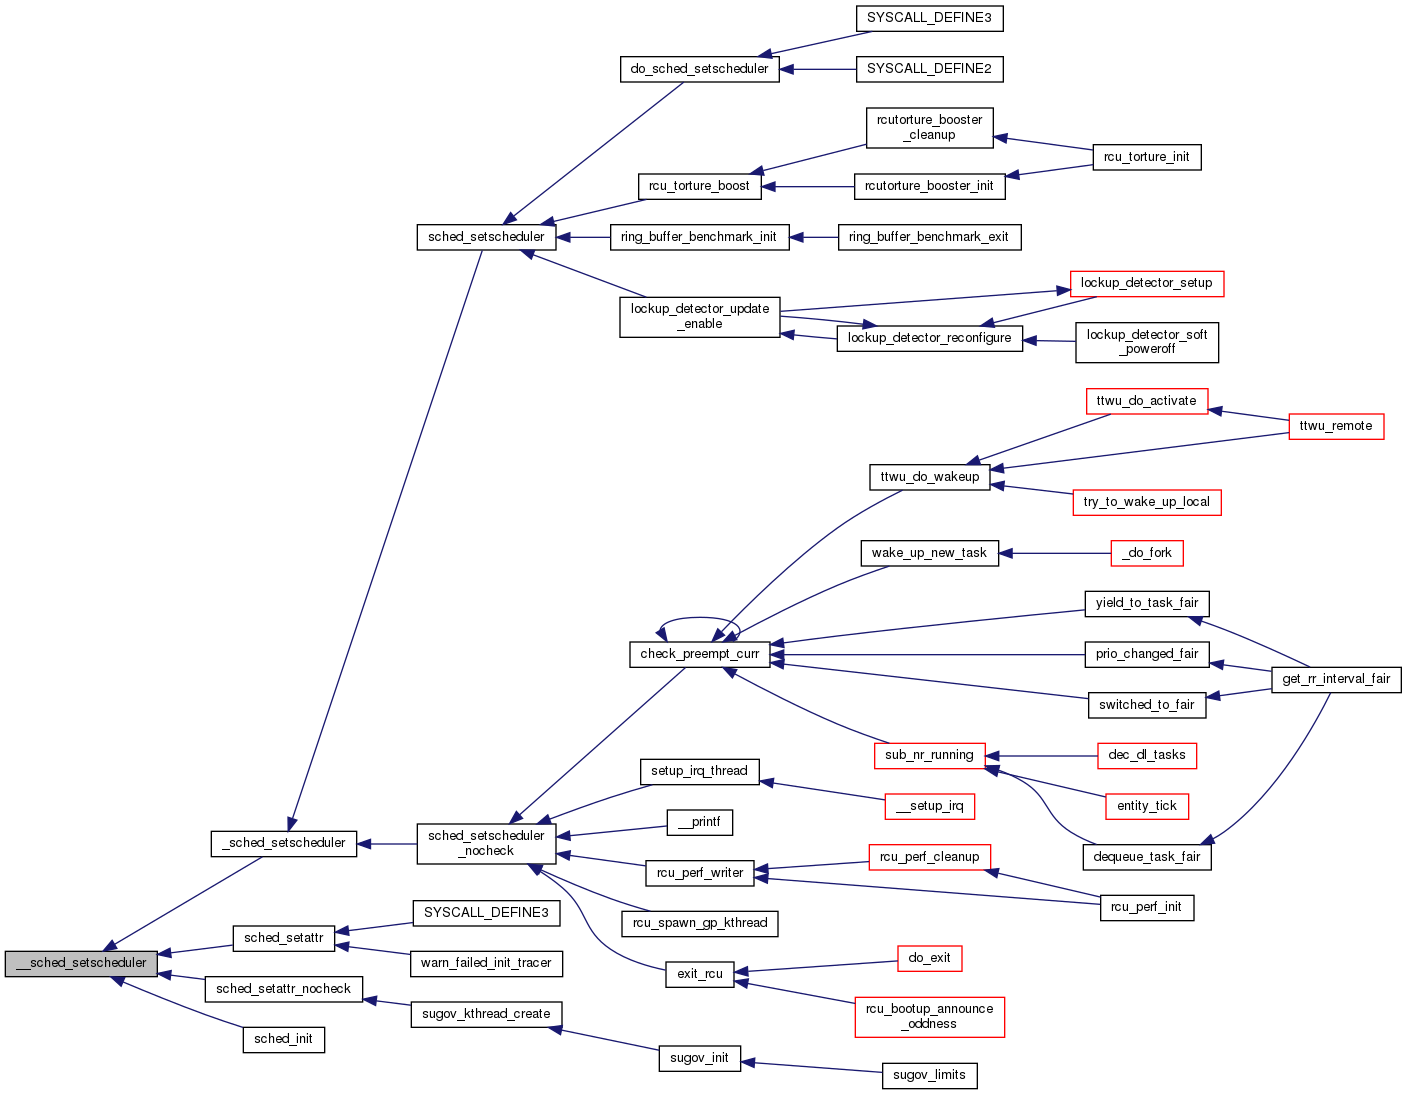 SYSCALL_DEFINE3
do_sched_setscheduler
SYSCALL_DEFINE2
rcutorture_booster
_cleanup
rcu_torture_init
rcu_torture_boost
rcutorture_booster_init
sched_setscheduler
ring_buffer_benchmark_init
ring_buffer_benchmark_exit
lockup_detector_setup
lockup_detector_update
_enable
lockup_detector_reconfigure
lockup_detector_soft
_poweroff
ttwu_do_activate
ttwu_remote
ttwu_do_wakeup
try_to_wake_up_local
wake_up_new_task
_do_fork
yield_to_task_fair
check_preempt_curr
prio_changed_fair
get_rr_interval_fair
switched_to_fair
sub_nr_running
dec_dl_tasks
setup_irq_thread
entity_tick
__setup_irq
__printf
_sched_setscheduler
sched_setscheduler
_nocheck
rcu_perf_cleanup
dequeue_task_fair
rcu_perf_writer
rcu_perf_init
SYSCALL_DEFINE3
rcu_spawn_gp_kthread
sched_setattr
__sched_setscheduler
warn_failed_init_tracer
do_exit
exit_rcu
sched_setattr_nocheck
sugov_kthread_create
rcu_bootup_announce
_oddness
sched_init
sugov_init
sugov_limits